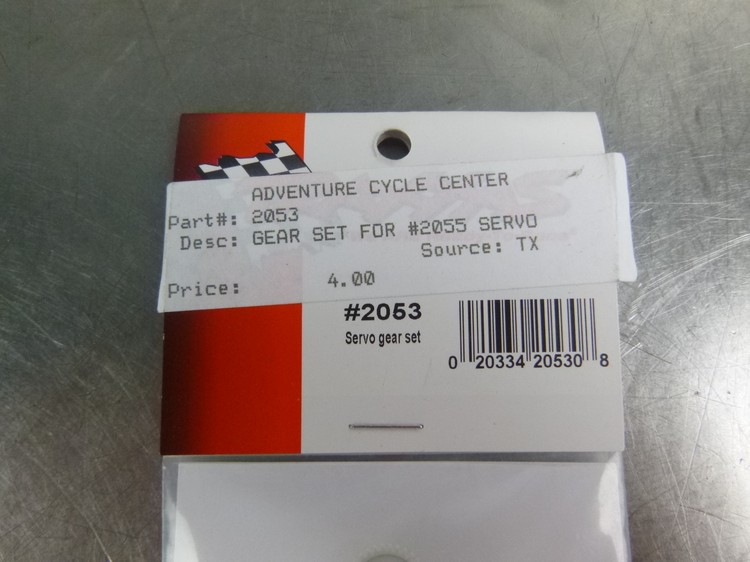 ADVENTURE CYCLE CENTER
Part#: 2053
Desc: GEAR SET FOR #2055 SERVO
Source: TX
Price: 4.00
#2053
Servo gear set
0 20334 20530 8